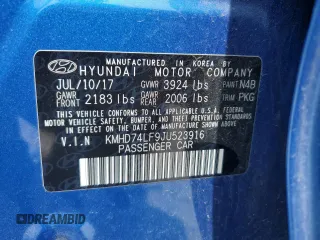 MANUFACTURED IN KOREA BY
HYUNDAI MOTOR COMPANY
JUL/10/17 GVWR 3924 lbs PAINT N4B
GAWR FRONT 2183 lbs GAWR REAR 2006 lbs TRIM PKG
THIS VEHICLE CONFORMS TO ALL APPLICABLE U.S.A. FEDERAL
MOTOR VEHICLE SAFETY, BUMPER, AND THEFT
PREVENTION STANDARDS IN EFFECT ON THE DATE
OF MANUFACTURE SHOWN ABOVE.
V.I.N KMHD74LF9JU523916
PASSENGER CAR
AUTOBIDMASTER